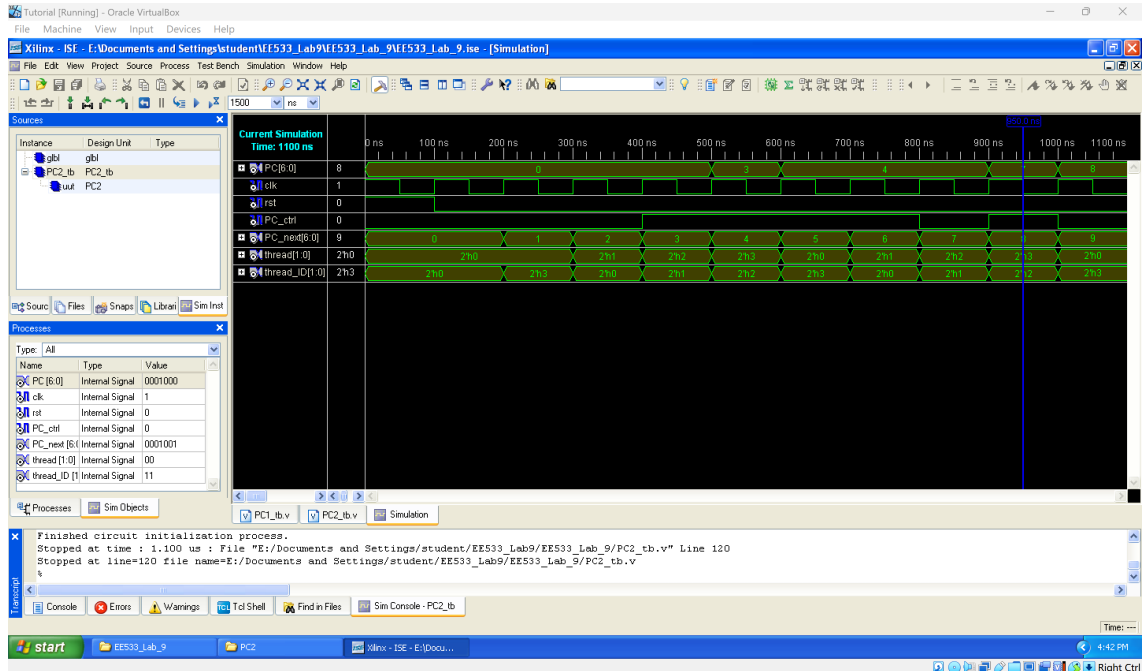 Tutorial [Running] - Oracle VirtualBox
File Machine View Input Devices Help
Xilinx - ISE - E:\Documents and Settings\student\EE533_Lab9\EE533_Lab_9\EE533_Lab_9.ise - [Simulation]
File Edit View Project Source Process Test Bench Simulation Window Help
1500 ns
Sources
Instance Design Unit Type
glbl glbl
PC2_tb PC2_tb
uut PC2
Sourc Files Snaps Librari Sim Inst
Processes
Type: All
Name Type Value
PC [6:0] Internal Signal 0001000
clk Internal Signal 1
rst Internal Signal 0
PC_ctrl Internal Signal 0
PC_next [6:( Internal Signal 0001001
thread [1:0] Internal Signal 00
thread_ID [1 Internal Signal 11
Processes Sim Objects
Current Simulation
Time: 1100 ns
0 ns 100 ns 200 ns 300 ns 400 ns 500 ns 600 ns 700 ns 800 ns 900 ns 1000 ns 1100 ns
PC[6:0] 8 0 3 4 8
clk 1
rst 0
PC_ctrl 0
PC_next[6:0] 9 0 1 2 3 4 5 6 7 8 9
thread[1:0] 2'h0 2'h0 2'h1 2'h2 2'h3 2'h0 2'h1 2'h2 2'h3 2'h0
thread_ID[1:0] 2'h3 2'h0 2'h3 2'h0 2'h1 2'h2 2'h3 2'h0 2'h1 2'h2 2'h3
PC1_tb.v PC2_tb.v Simulation
Finished circuit initialization process.
Stopped at time : 1.100 us : File "E:/Documents and Settings/student/EE533_Lab9/EE533_Lab_9/PC2_tb.v" Line 120
Stopped at line=120 file name=E:/Documents and Settings/student/EE533_Lab9/EE533_Lab_9/PC2_tb.v
%
Transcript
Console Errors Warnings Tcl Shell Find in Files Sim Console - PC2_tb
Time: ---
start EE533_Lab_9 PC2 Xilinx - ISE - E:\Docu... 4:42 PM
Right Ctrl